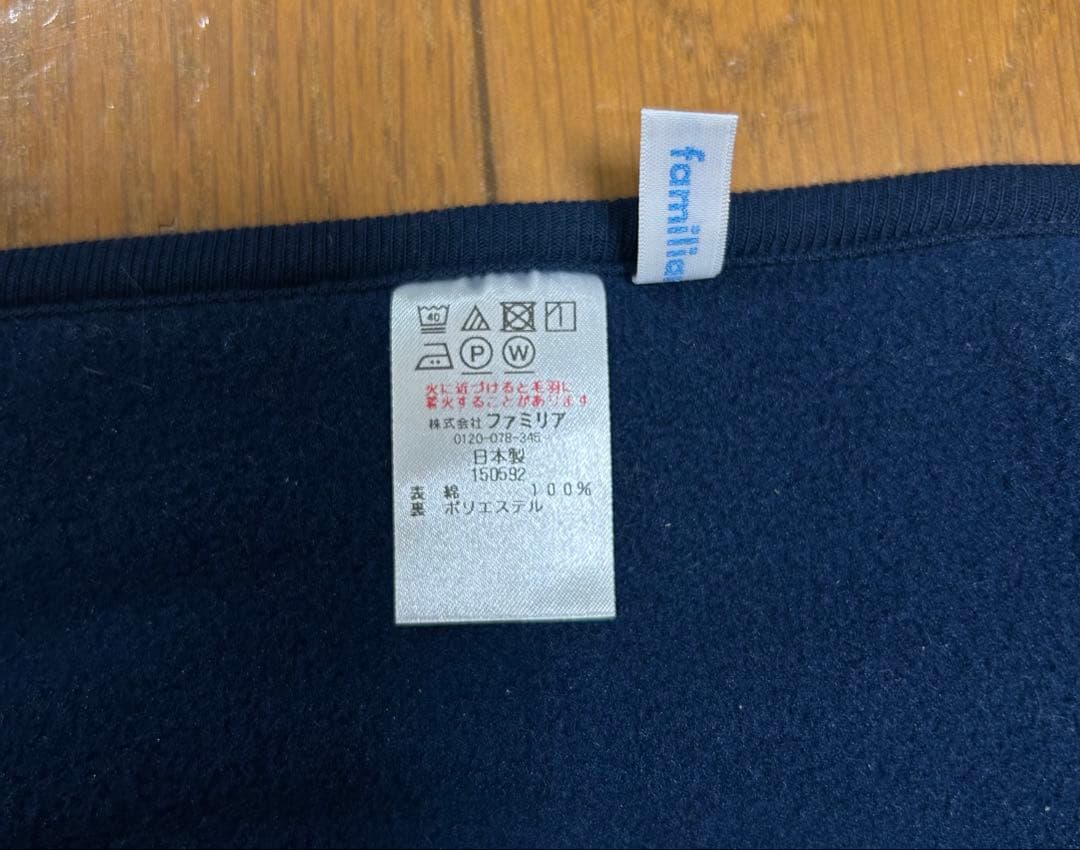 familiar
40
P W
火に近づけると毛羽に
着火することがあります
株式会社 ファミリア
0120-078-345
日本製
150592
表 綿 100%
裏 ポリエステル